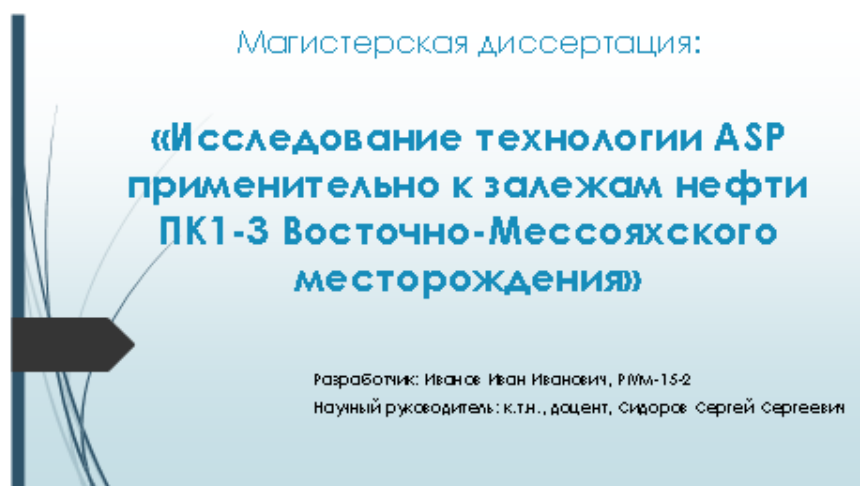 Магистерская диссертация:
«Исследование технологии ASP
применительно к залежам нефти
ПК1-3 Восточно-Мессояхского
месторождения»
Разработчик: Иванов Иван Иванович, РМм-15-2
Научный руководитель: к.т.н., доцент, Сидоров Сергей Сергеевич